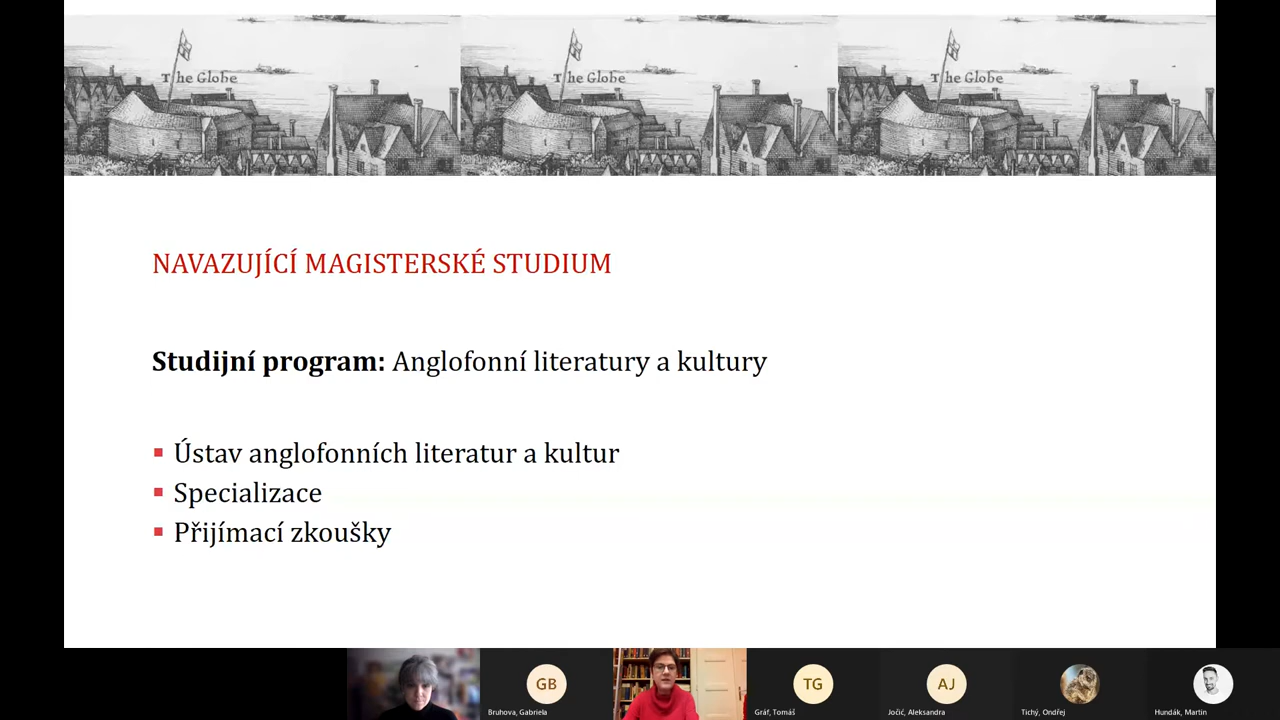 The Globe The Globe The Globe
NAVAZUJÍCÍ MAGISTERSKÉ STUDIUM
Studijní program: Anglofonní literatury a kultury
Ústav anglofonních literatur a kultur
Specializace
Přijímací zkoušky
GB TG AJ
Bruhova, Gabriela Gráf, Tomáš Jočić, Aleksandra Tichý, Ondřej Hundák, Martin